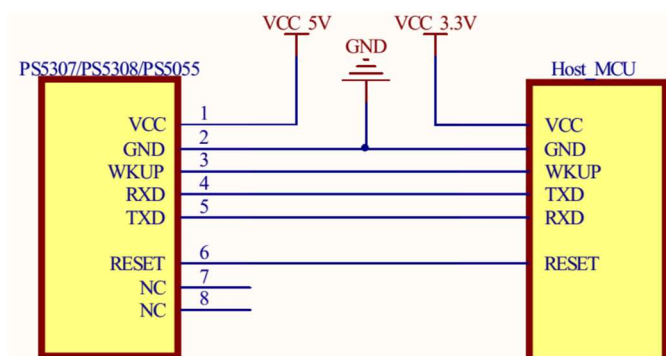 VCC_5V
VCC_3.3V
GND
PS5307/PS5308/PS5055
Host_MCU
VCC 1 VCC
GND 2 GND
WKUP 3 WKUP
RXD 4 TXD
TXD 5 RXD
RESET 6 RESET
NC 7
NC 8